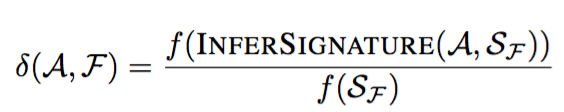 δ(𝒜, ℱ) = f(INFERSIGNATURE(𝒜, 𝒮_ℱ)) / f(𝒮_ℱ)